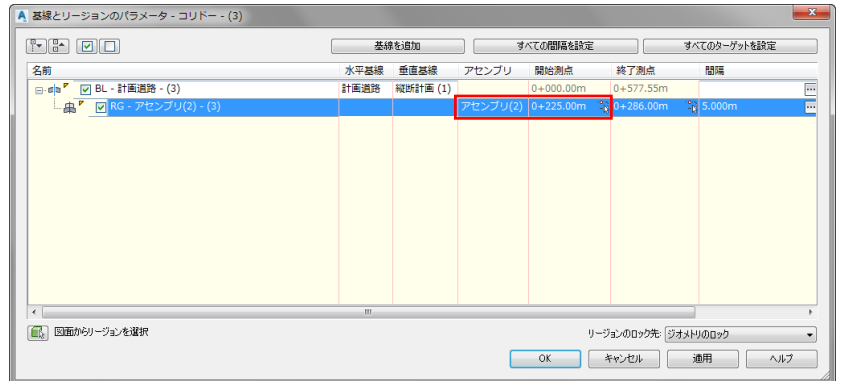 基線とリージョンのパラメータ - コリドー - (3)
基線を追加 すべての間隔を設定 すべてのターゲットを設定
名前 水平基線 垂直基線 アセンブリ 開始測点 終了測点 間隔
BL - 計画道路 - (3) 計画道路 縦断計画 (1) 0+000.00m 0+577.55m
RG - アセンブリ(2) - (3) アセンブリ(2) 0+225.00m 0+286.00m 5.000m
図面からリージョンを選択 リージョンのロック先: ジオメトリのロック
OK キャンセル 適用 ヘルプ